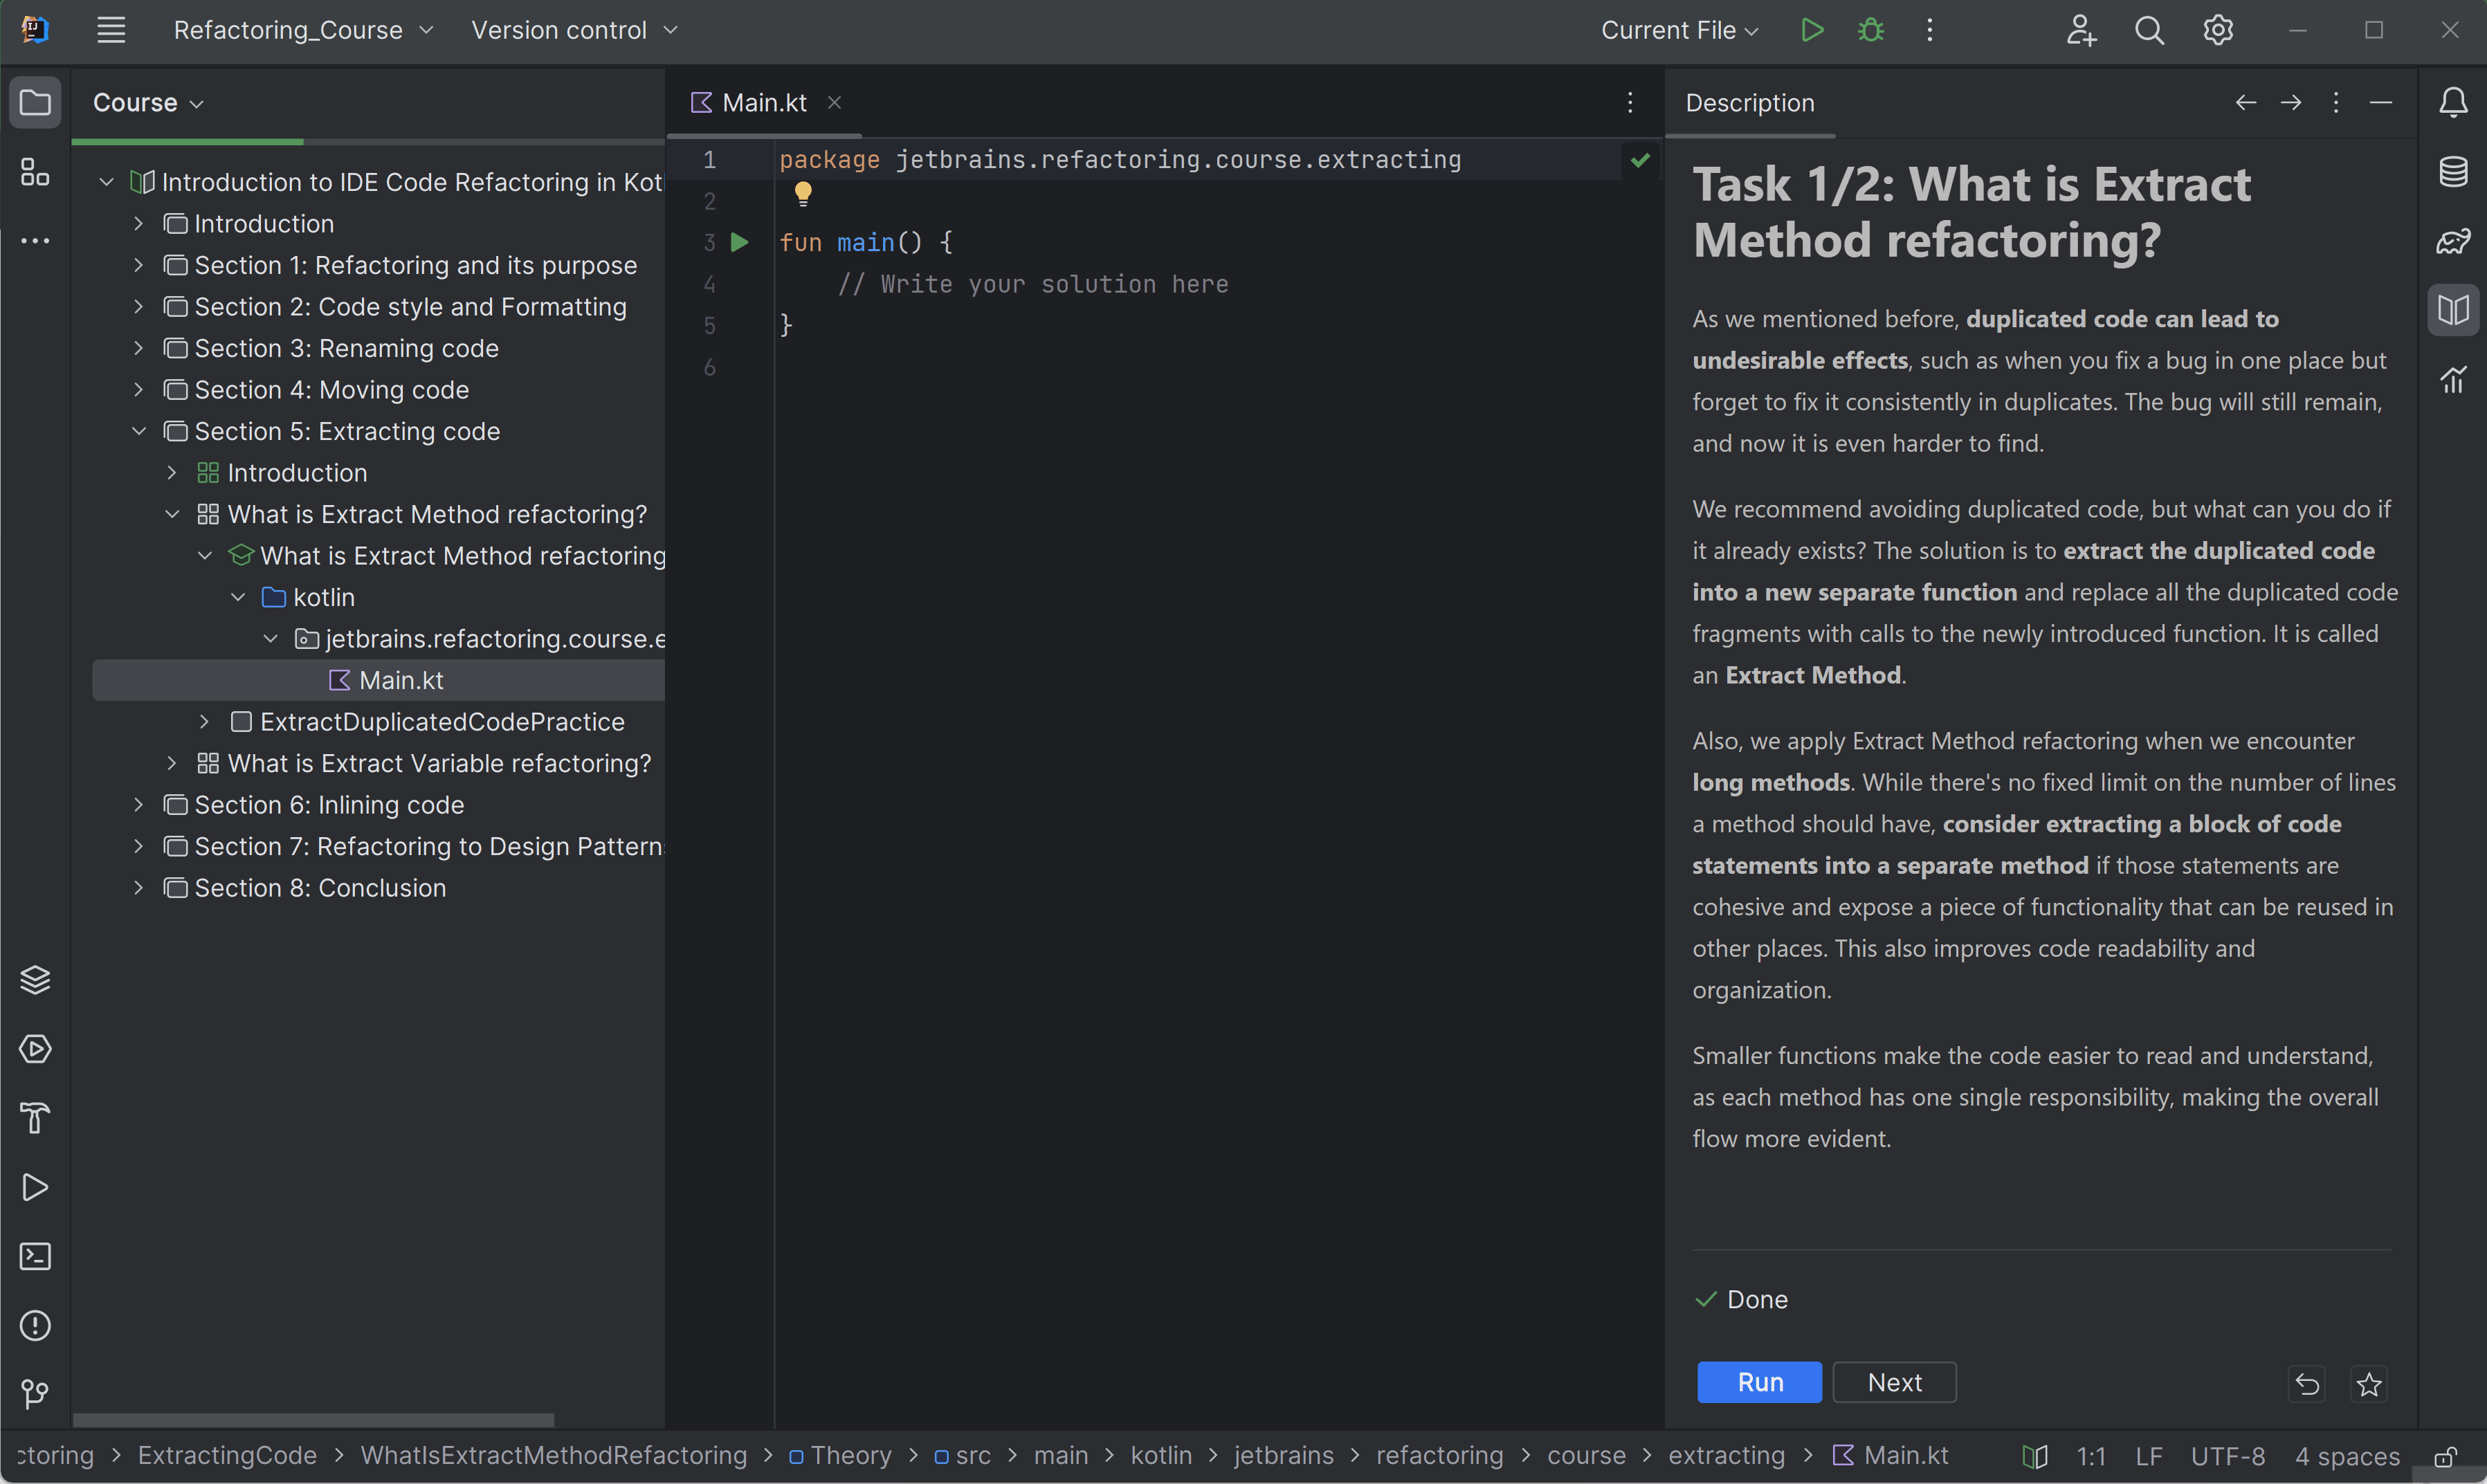 Refactoring_Course
Version control
Current File
Course
Introduction to IDE Code Refactoring in Kotl
Introduction
Section 1: Refactoring and its purpose
Section 2: Code style and Formatting
Section 3: Renaming code
Section 4: Moving code
Section 5: Extracting code
Introduction
What is Extract Method refactoring?
What is Extract Method refactoring
kotlin
jetbrains.refactoring.course.e
Main.kt
ExtractDuplicatedCodePractice
What is Extract Variable refactoring?
Section 6: Inlining code
Section 7: Refactoring to Design Pattern
Section 8: Conclusion
Main.kt
1 package jetbrains.refactoring.course.extracting
2
3 fun main() {
4 // Write your solution here
5 }
6
Description
Task 1/2: What is Extract
Method refactoring?
As we mentioned before, duplicated code can lead to
undesirable effects, such as when you fix a bug in one place but
forget to fix it consistently in duplicates. The bug will still remain,
and now it is even harder to find.
We recommend avoiding duplicated code, but what can you do if
it already exists? The solution is to extract the duplicated code
into a new separate function and replace all the duplicated code
fragments with calls to the newly introduced function. It is called
an Extract Method.
Also, we apply Extract Method refactoring when we encounter
long methods. While there's no fixed limit on the number of lines
a method should have, consider extracting a block of code
statements into a separate method if those statements are
cohesive and expose a piece of functionality that can be reused in
other places. This also improves code readability and
organization.
Smaller functions make the code easier to read and understand,
as each method has one single responsibility, making the overall
flow more evident.
Done
Run
Next
ctoring > ExtractingCode > WhatIsExtractMethodRefactoring > Theory > src > main > kotlin > jetbrains > refactoring > course > extracting > Main.kt
1:1 LF UTF-8 4 spaces